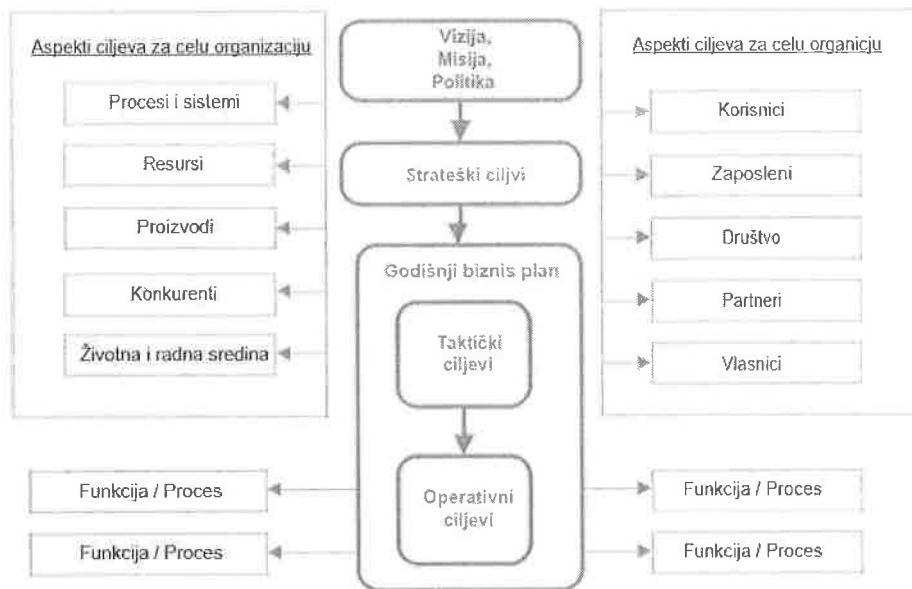 Aspekti ciljeva za celu organizaciju
Procesi i sistemi
Resursi
Proizvodi
Konkurenti
Životna i radna sredina
Vizija,
Misija,
Politika
Strateški ciljvi
Godišnji biznis plan
Taktički
ciljevi
Operativni
ciljevi
Aspekti ciljeva za celu organicju
Korisnici
Zaposleni
Društvo
Partneri
Vlasnici
Funkcija / Proces
Funkcija / Proces
Funkcija / Proces
Funkcija / Proces